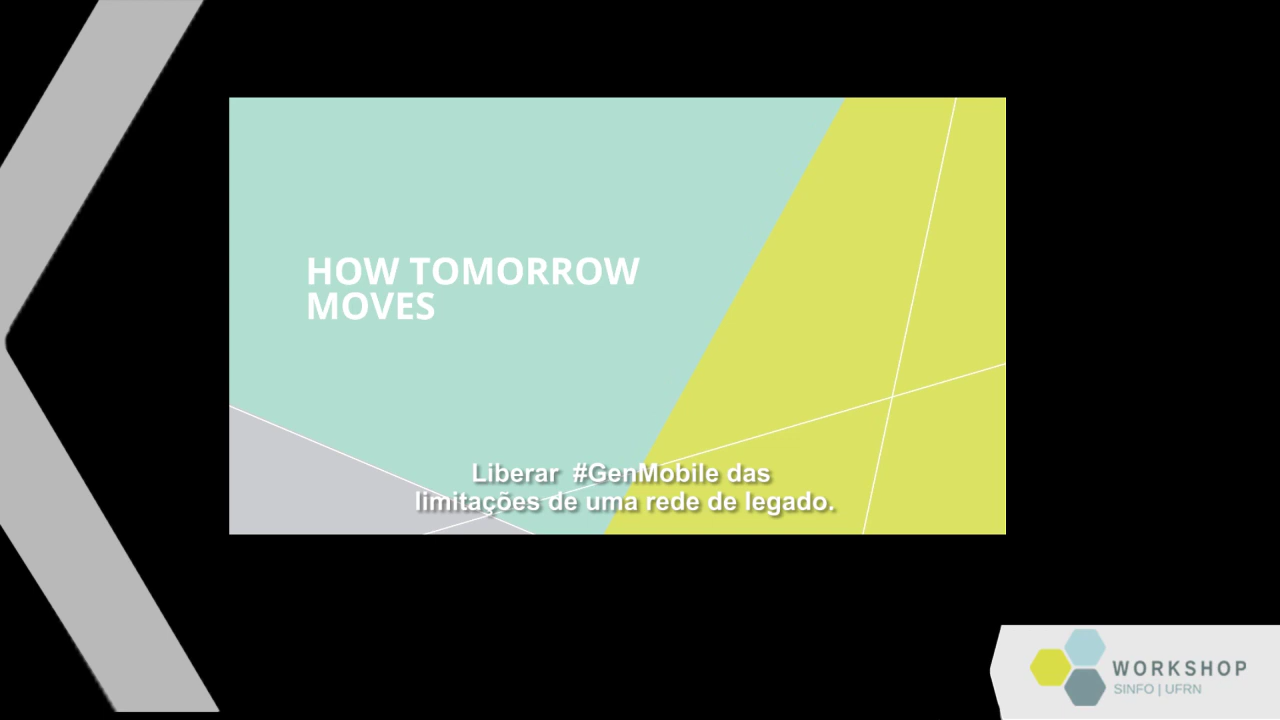 HOW TOMORROW
MOVES
Liberar #GenMobile das
limitações de uma rede de legado.
WORKSHOP
SINFO | UFRN